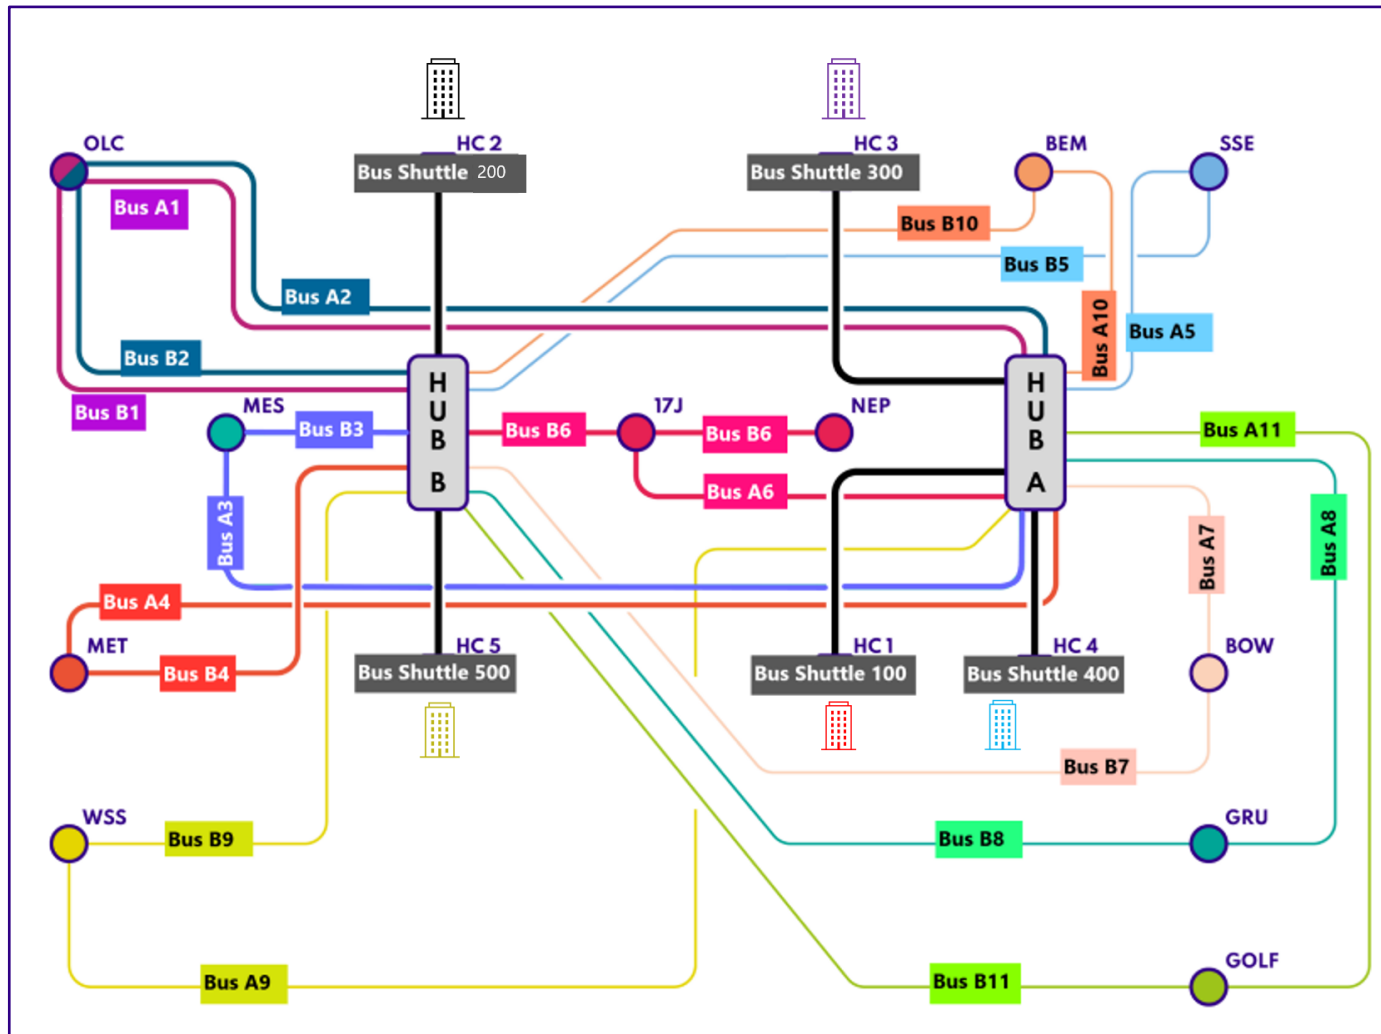 OLC
HC 2
HC 3
BEM
SSE
Bus Shuttle 200
Bus Shuttle 300
Bus A1
Bus B10
Bus B5
Bus A2
Bus A10
Bus A5
Bus B2
Bus B1
HUB B
HUB A
MES
Bus B3
Bus B6
17J
Bus B6
NEP
Bus A11
Bus A6
Bus A3
Bus A7
Bus A8
Bus A4
MET
Bus B4
HC 5
HC 1
HC 4
BOW
Bus Shuttle 500
Bus Shuttle 100
Bus Shuttle 400
Bus B7
WSS
Bus B9
Bus B8
GRU
Bus A9
Bus B11
GOLF